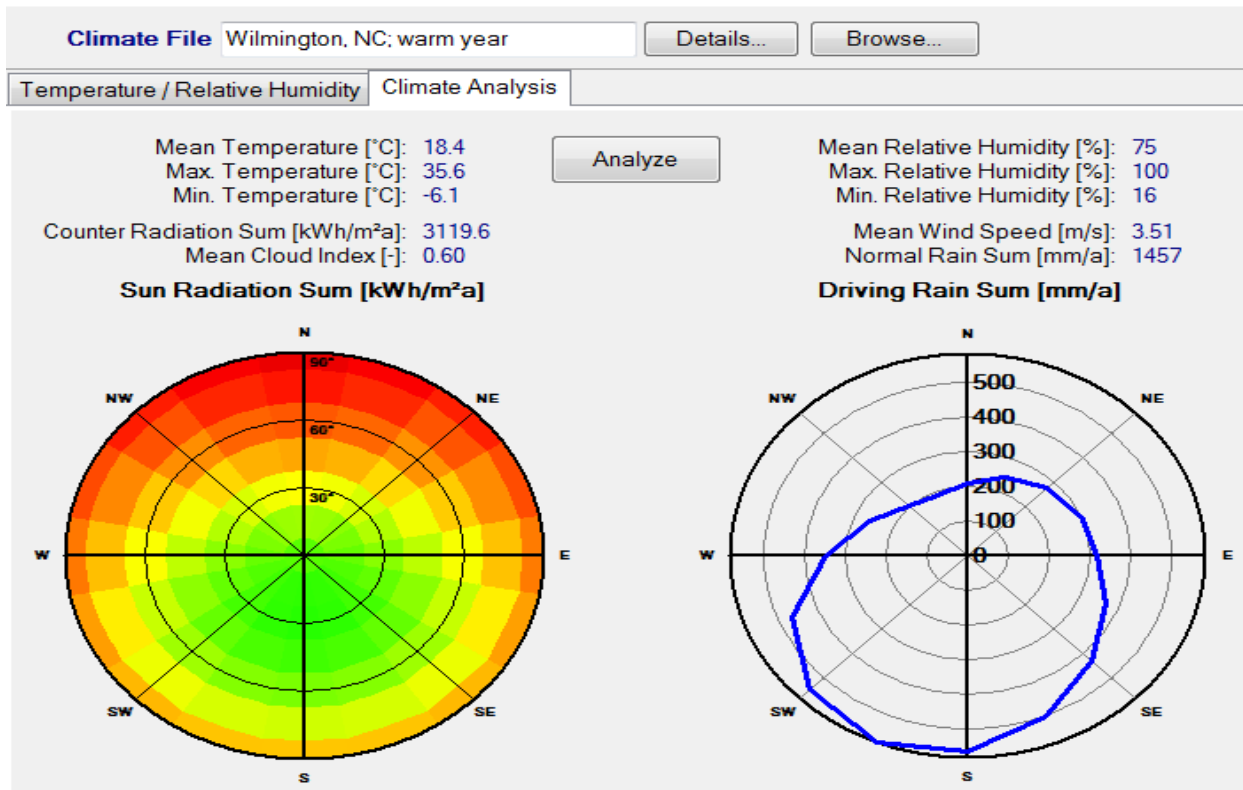 Climate File Wilmington, NC; warm year Details... Browse...
Temperature / Relative Humidity Climate Analysis
Mean Temperature [°C]: 18.4
Max. Temperature [°C]: 35.6
Min. Temperature [°C]: -6.1
Counter Radiation Sum [kWh/m²a]: 3119.6
Mean Cloud Index [-]: 0.60
Analyze
Mean Relative Humidity [%]: 75
Max. Relative Humidity [%]: 100
Min. Relative Humidity [%]: 16
Mean Wind Speed [m/s]: 3.51
Normal Rain Sum [mm/a]: 1457
Sun Radiation Sum [kWh/m²a]
N
90°
NW NE
60°
30°
W E
SW SE
S
Driving Rain Sum [mm/a]
N
500
NW NE
400
300
200
100
W 0 E
SW SE
S